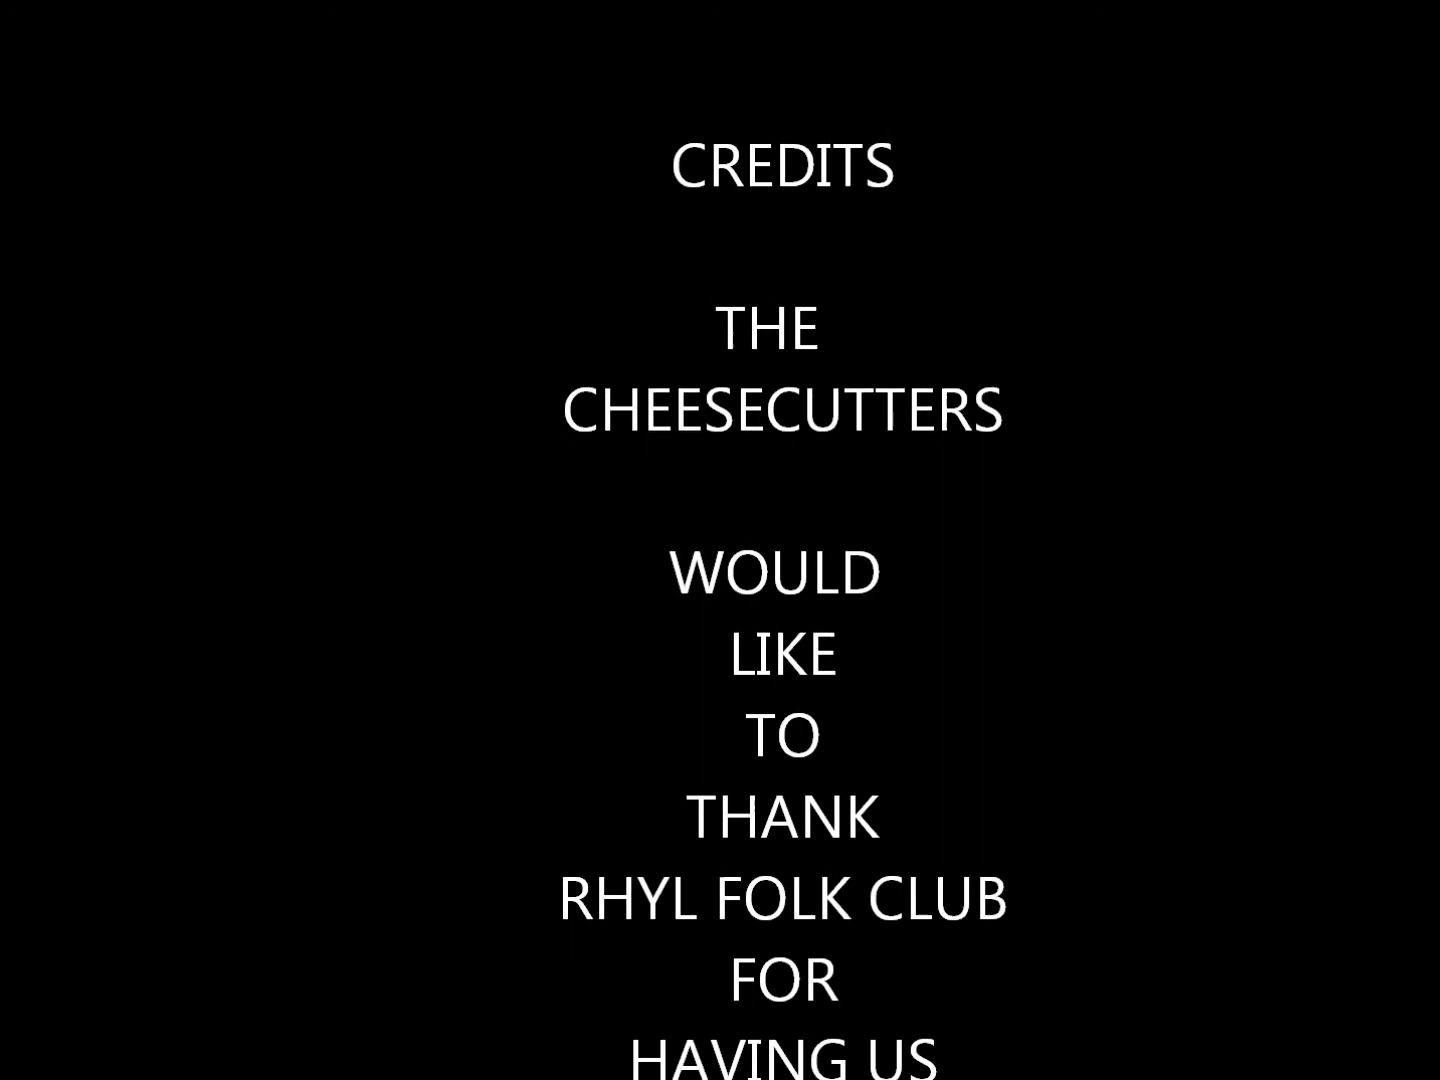 CREDITS
THE
CHEESECUTTERS
WOULD
LIKE
TO
THANK
RHYL FOLK CLUB
FOR
HAVING US